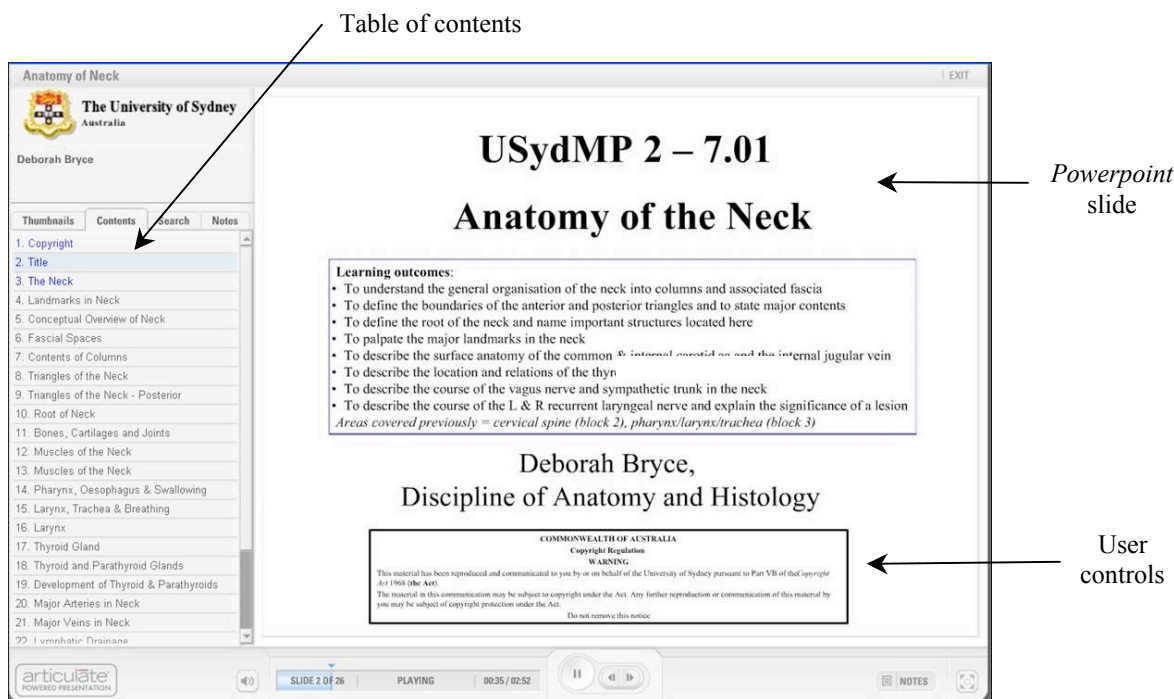 Table of contents
Anatomy of Neck
EXIT
The University of Sydney
Australia
Deborah Bryce
Thumbnails Contents Search Notes
1. Copyright
2. Title
3. The Neck
4. Landmarks in Neck
5. Conceptual Overview of Neck
6. Fascial Spaces
7. Contents of Columns
8. Triangles of the Neck
9. Triangles of the Neck - Posterior
10. Root of Neck
11. Bones, Cartilages and Joints
12. Muscles of the Neck
13. Muscles of the Neck
14. Pharynx, Oesophagus & Swallowing
15. Larynx, Trachea & Breathing
16. Larynx
17. Thyroid Gland
18. Thyroid and Parathyroid Glands
19. Development of Thyroid & Parathyroids
20. Major Arteries in Neck
21. Major Veins in Neck
22. Lymphatic Drainage
USydMP 2 – 7.01
Anatomy of the Neck
Learning outcomes:
• To understand the general organisation of the neck into columns and associated fascia
• To define the boundaries of the anterior and posterior triangles and to state major contents
• To define the root of the neck and name important structures located here
• To palpate the major landmarks in the neck
• To describe the surface anatomy of the common & internal carotid aa and the internal jugular vein
• To describe the location and relations of the
• To describe the course of the vagus nerve and sympathetic trunk in the neck
• To describe the course of the L & R recurrent laryngeal nerve and explain the significance of a lesion
Areas covered previously = cervical spine (block 2), pharynx/larynx/trachea (block 3)
Deborah Bryce,
Discipline of Anatomy and Histology
COMMONWEALTH OF AUSTRALIA
Copyright Regulation
WARNING
This material has been reproduced and communicated to you by or on behalf of the University of Sydney pursuant to Part VB of theCopyright
Act 1968 (the Act).
The material in this communication may be subject to copyright under the Act. Any further reproduction or communication of this material by
you may be subject of copyright protection under the Act.
Do not remove this notice
Powerpoint
slide
User
controls
articulate
POWERED PRESENTATION
SLIDE 2 OF 26 PLAYING 00:35 / 02:52
NOTES